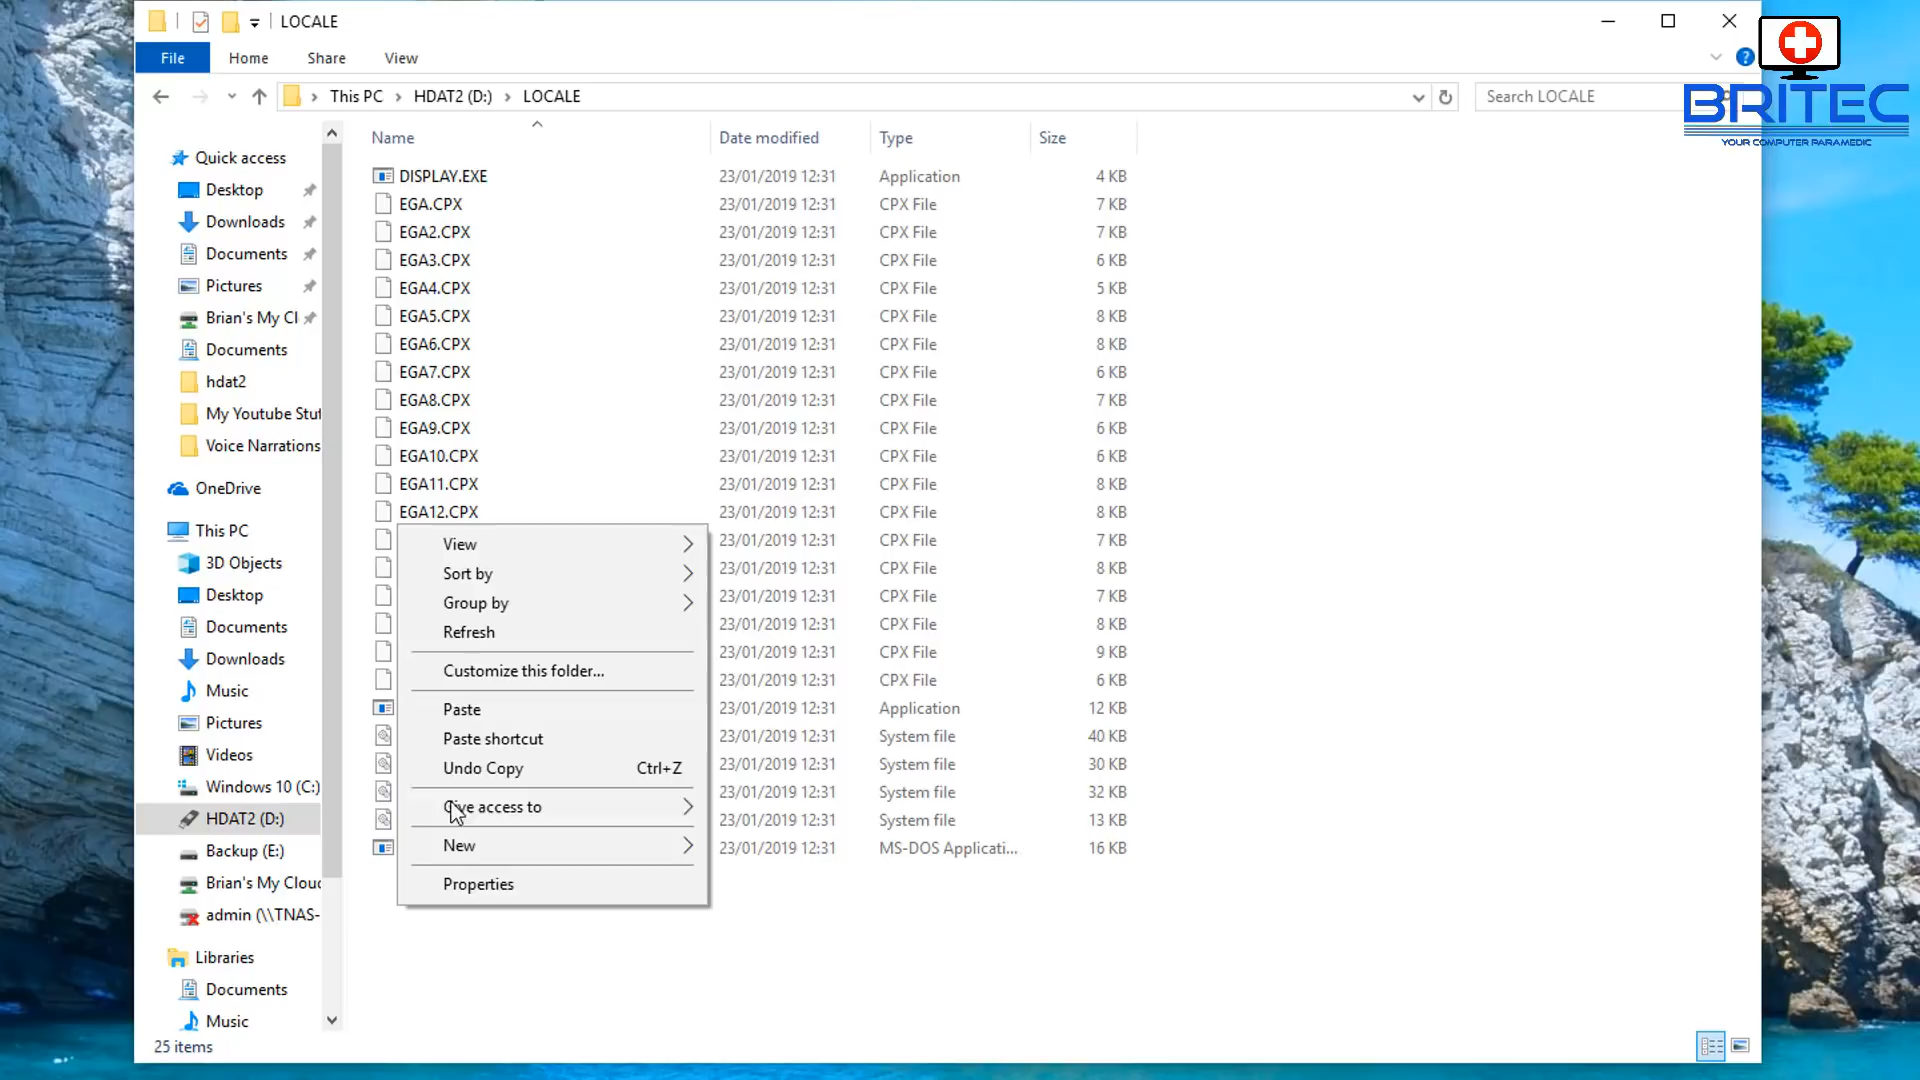 LOCALE
File Home Share View
This PC > HDAT2 (D:) > LOCALE
Search LOCALE
BRITEC
YOUR COMPUTER PARAMEDIC
Quick access
Desktop
Downloads
Documents
Pictures
Brian's My Cl
Documents
hdat2
My Youtube Stuf
Voice Narrations
OneDrive
This PC
3D Objects
Desktop
Documents
Downloads
Music
Pictures
Videos
Windows 10 (C:)
HDAT2 (D:)
Backup (E:)
Brian's My Cloud
admin (\\TNAS-
Libraries
Documents
Music
Name Date modified Type Size
DISPLAY.EXE 23/01/2019 12:31 Application 4 KB
EGA.CPX 23/01/2019 12:31 CPX File 7 KB
EGA2.CPX 23/01/2019 12:31 CPX File 7 KB
EGA3.CPX 23/01/2019 12:31 CPX File 6 KB
EGA4.CPX 23/01/2019 12:31 CPX File 5 KB
EGA5.CPX 23/01/2019 12:31 CPX File 8 KB
EGA6.CPX 23/01/2019 12:31 CPX File 8 KB
EGA7.CPX 23/01/2019 12:31 CPX File 6 KB
EGA8.CPX 23/01/2019 12:31 CPX File 7 KB
EGA9.CPX 23/01/2019 12:31 CPX File 6 KB
EGA10.CPX 23/01/2019 12:31 CPX File 6 KB
EGA11.CPX 23/01/2019 12:31 CPX File 8 KB
EGA12.CPX 23/01/2019 12:31 CPX File 8 KB
23/01/2019 12:31 CPX File 7 KB
23/01/2019 12:31 CPX File 8 KB
23/01/2019 12:31 CPX File 7 KB
23/01/2019 12:31 CPX File 8 KB
23/01/2019 12:31 CPX File 9 KB
23/01/2019 12:31 CPX File 6 KB
23/01/2019 12:31 Application 12 KB
23/01/2019 12:31 System file 40 KB
23/01/2019 12:31 System file 30 KB
23/01/2019 12:31 System file 32 KB
23/01/2019 12:31 System file 13 KB
23/01/2019 12:31 MS-DOS Applicati... 16 KB
View
Sort by
Group by
Refresh
Customize this folder...
Paste
Paste shortcut
Undo Copy Ctrl+Z
Give access to
New
Properties
25 items